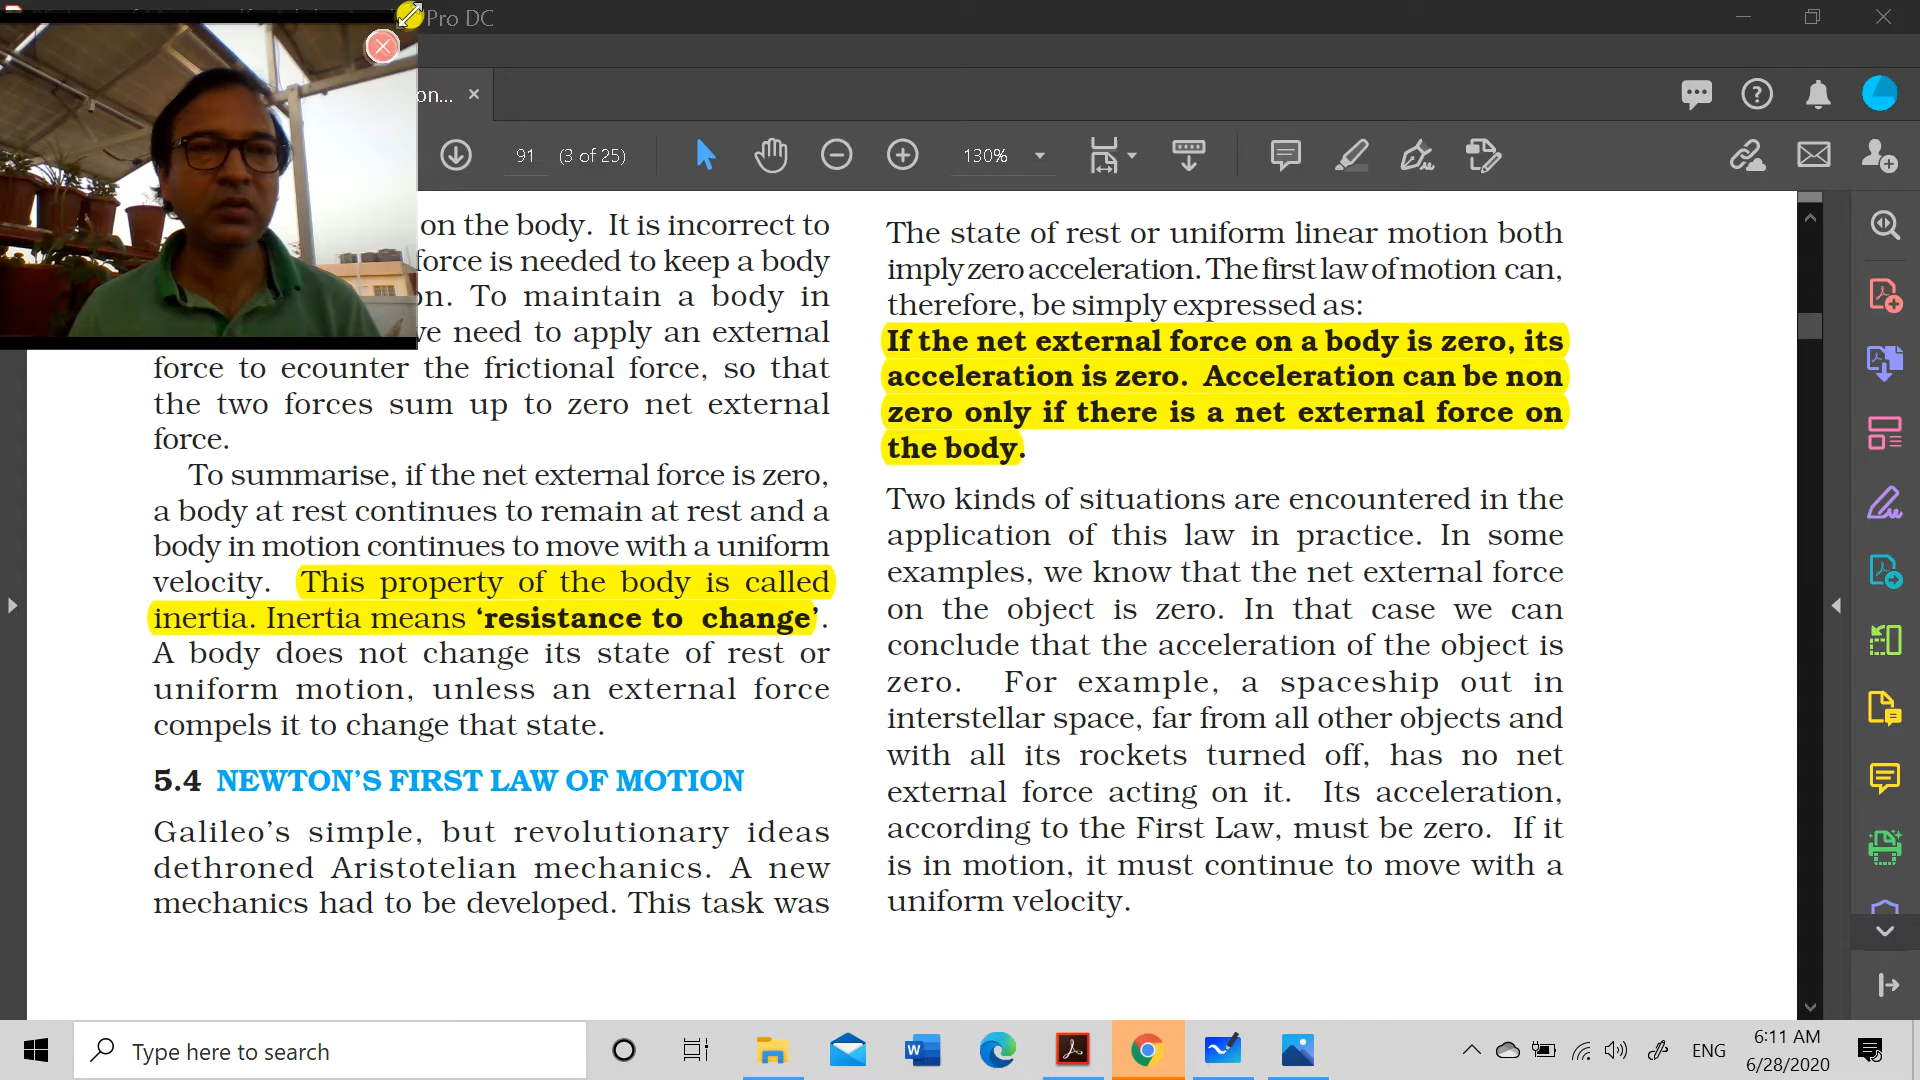 Pro DC
on...
91 (3 of 25)
130%
on the body. It is incorrect to
force is needed to keep a body
on. To maintain a body in
ve need to apply an external
force to ecounter the frictional force, so that
the two forces sum up to zero net external
force.
To summarise, if the net external force is zero,
a body at rest continues to remain at rest and a
body in motion continues to move with a uniform
velocity. This property of the body is called
inertia. Inertia means ‘resistance to change’.
A body does not change its state of rest or
uniform motion, unless an external force
compels it to change that state.
5.4 NEWTON’S FIRST LAW OF MOTION
Galileo’s simple, but revolutionary ideas
dethroned Aristotelian mechanics. A new
mechanics had to be developed. This task was
The state of rest or uniform linear motion both
imply zero acceleration. The first law of motion can,
therefore, be simply expressed as:
If the net external force on a body is zero, its
acceleration is zero. Acceleration can be non
zero only if there is a net external force on
the body.
Two kinds of situations are encountered in the
application of this law in practice. In some
examples, we know that the net external force
on the object is zero. In that case we can
conclude that the acceleration of the object is
zero. For example, a spaceship out in
interstellar space, far from all other objects and
with all its rockets turned off, has no net
external force acting on it. Its acceleration,
according to the First Law, must be zero. If it
is in motion, it must continue to move with a
uniform velocity.
Type here to search
ENG
6:11 AM
6/28/2020